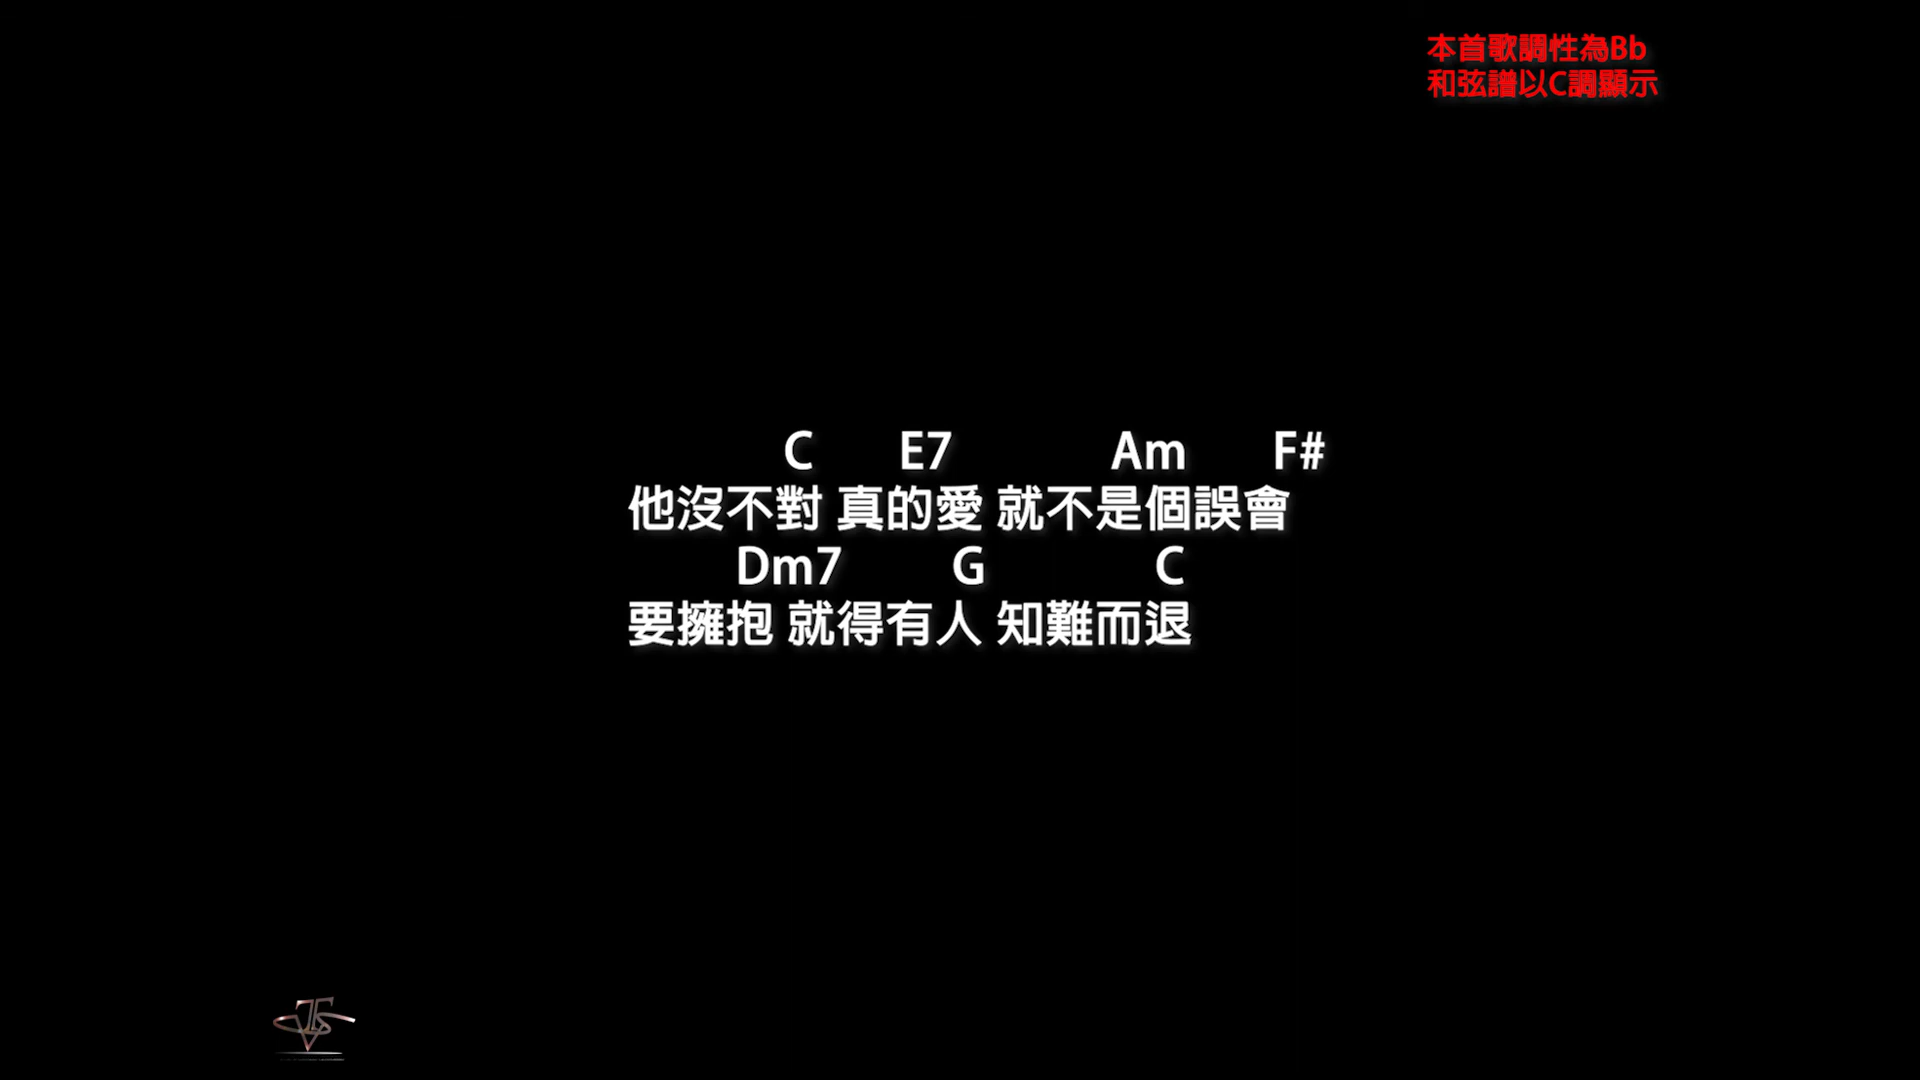 本首歌調性為Bb
和弦譜以C調顯示
C E7 Am F#
他沒不對 真的愛 就不是個誤會
Dm7 G C
要擁抱 就得有人 知難而退